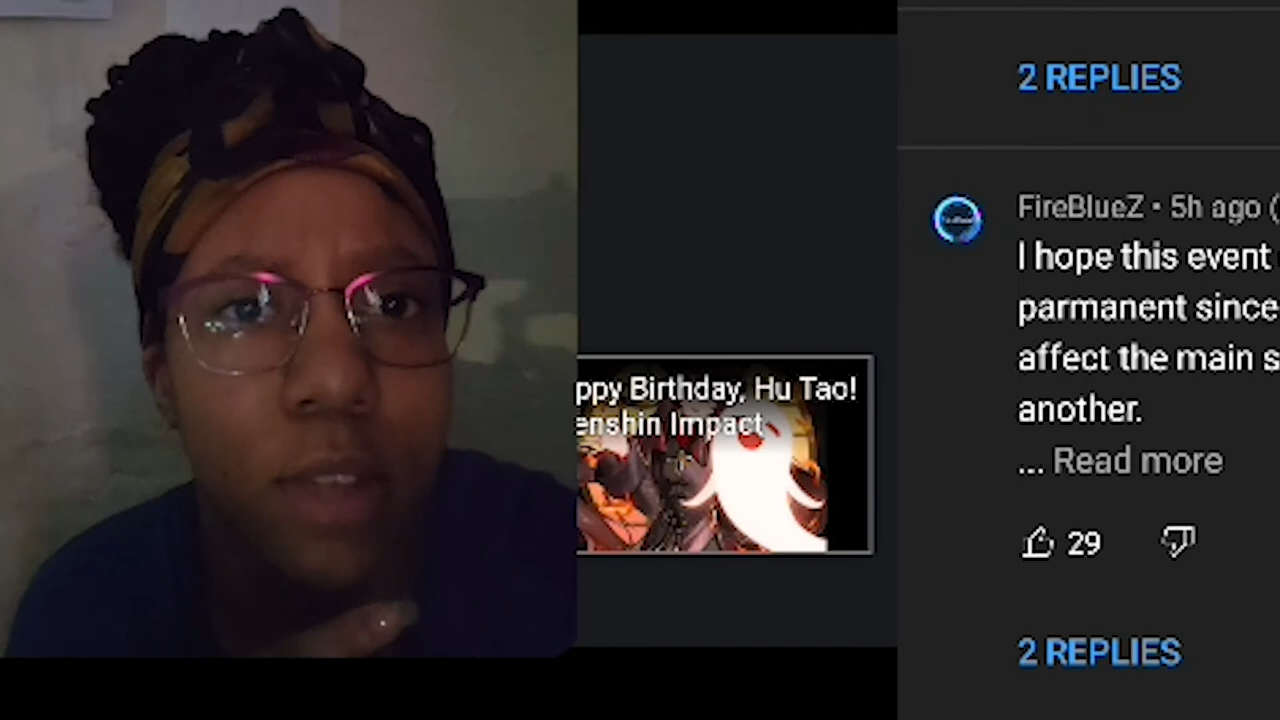 ppy Birthday, Hu Tao!
enshin Impact
2 REPLIES
FireBlueZ • 5h ago (
I hope this event
parmanent since
affect the main s
another.
... Read more
29
2 REPLIES